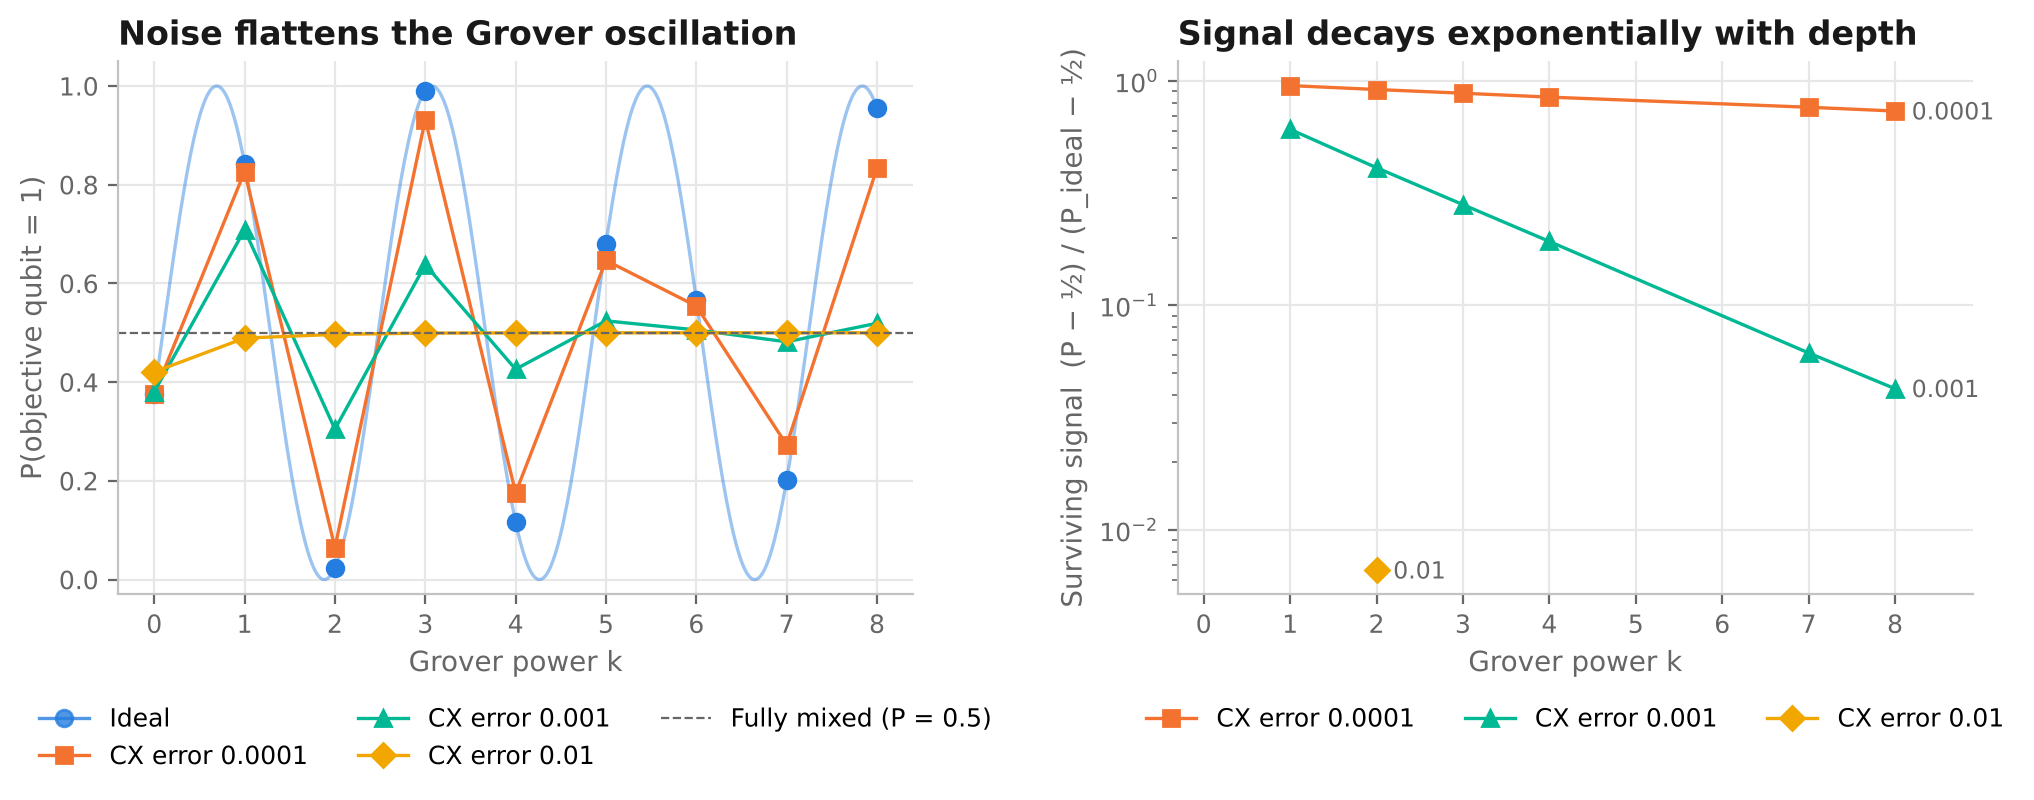 Noise flattens the Grover oscillation
P(objective qubit = 1)
1.0
0.8
0.6
0.4
0.2
0.0
0 1 2 3 4 5 6 7 8
Grover power k
Ideal
CX error 0.0001
CX error 0.001
CX error 0.01
Fully mixed (P = 0.5)
Signal decays exponentially with depth
Surviving signal (P − ½) / (P_ideal − ½)
10⁰
10⁻¹
10⁻²
0.0001
0.001
0.01
0 1 2 3 4 5 6 7 8
Grover power k
CX error 0.0001
CX error 0.001
CX error 0.01